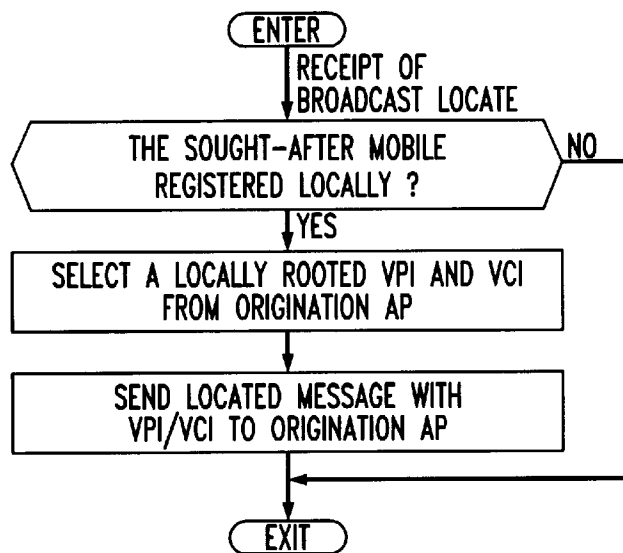 ENTER
RECEIPT OF
BROADCAST LOCATE
THE SOUGHT-AFTER MOBILE
REGISTERED LOCALLY ?
NO
YES
SELECT A LOCALLY ROOTED VPI AND VCI
FROM ORIGINATION AP
SEND LOCATED MESSAGE WITH
VPI/VCI TO ORIGINATION AP
EXIT